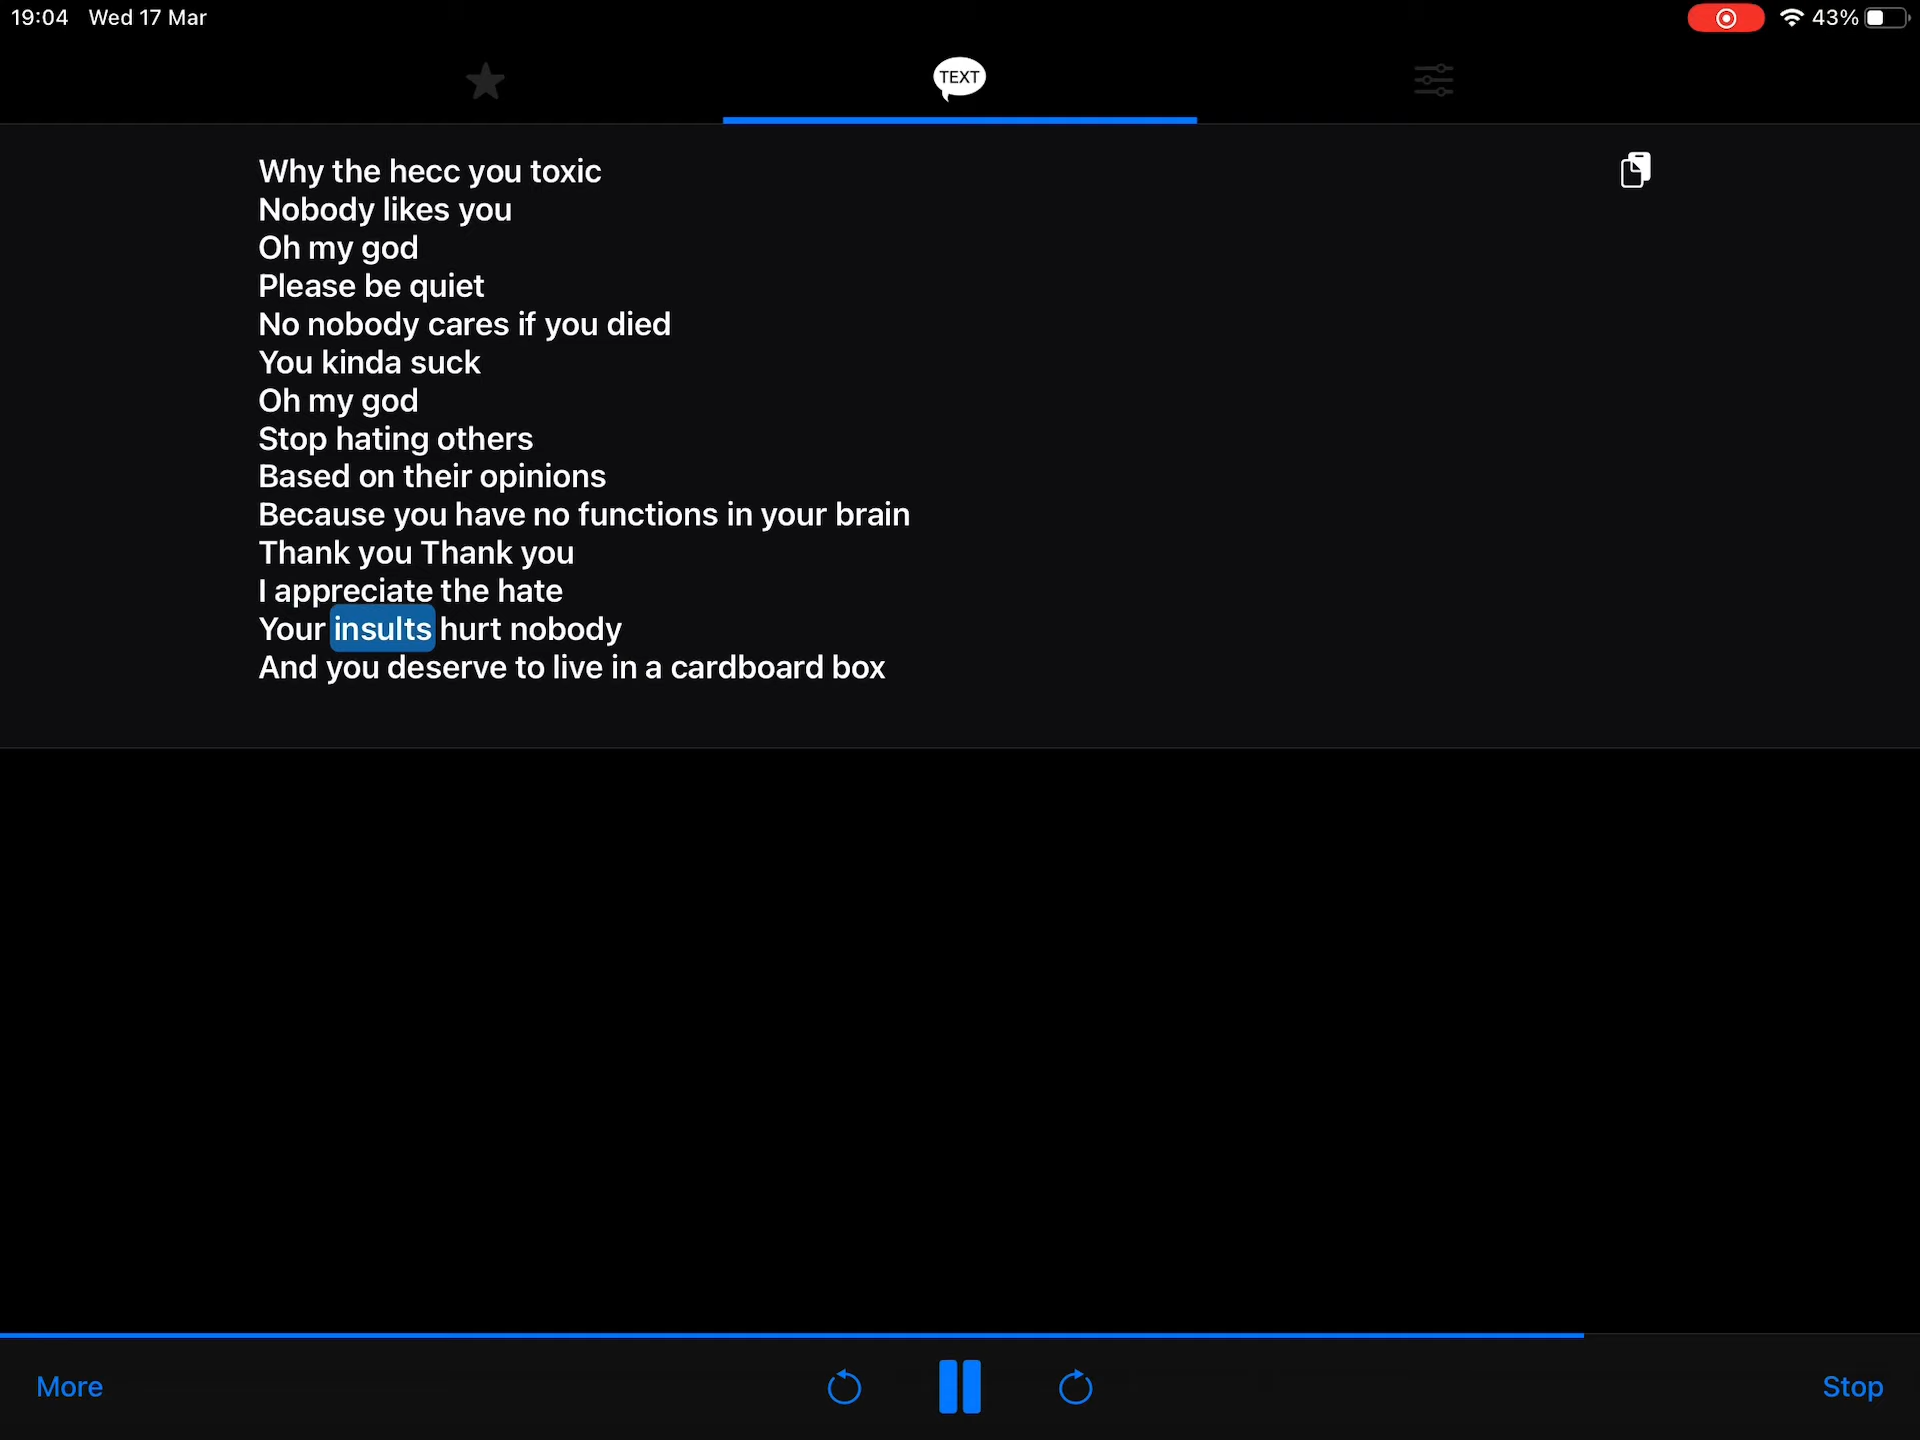 19:04 Wed 17 Mar 43%
TEXT
Why the hecc you toxic
Nobody likes you
Oh my god
Please be quiet
No nobody cares if you died
You kinda suck
Oh my god
Stop hating others
Based on their opinions
Because you have no functions in your brain
Thank you Thank you
I appreciate the hate
Your insults hurt nobody
And you deserve to live in a cardboard box
More Stop